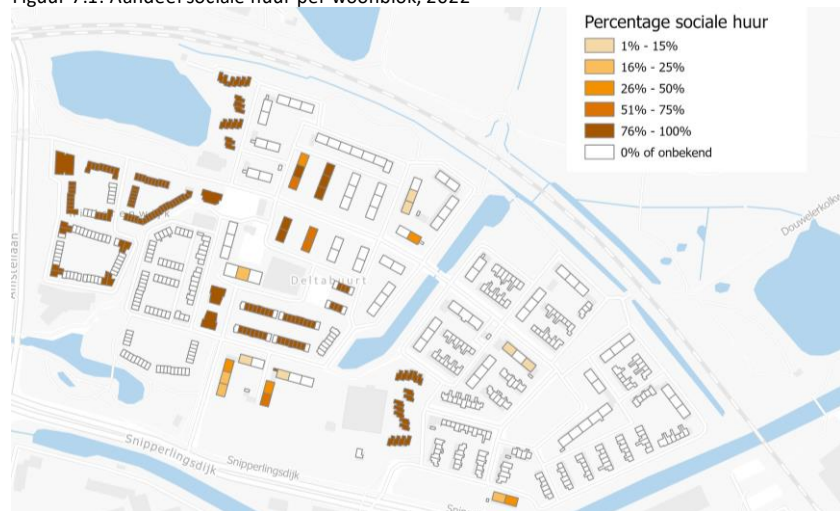 Figuur 7.1: Aandeel sociale huur per woonblok, 2022
Percentage sociale huur
1% - 15%
16% - 25%
26% - 50%
51% - 75%
76% - 100%
0% of onbekend
Douwelerkolkw
Amstellaan
Deltabuurt
Snipperlingsdijk
Snipperlingsdijk